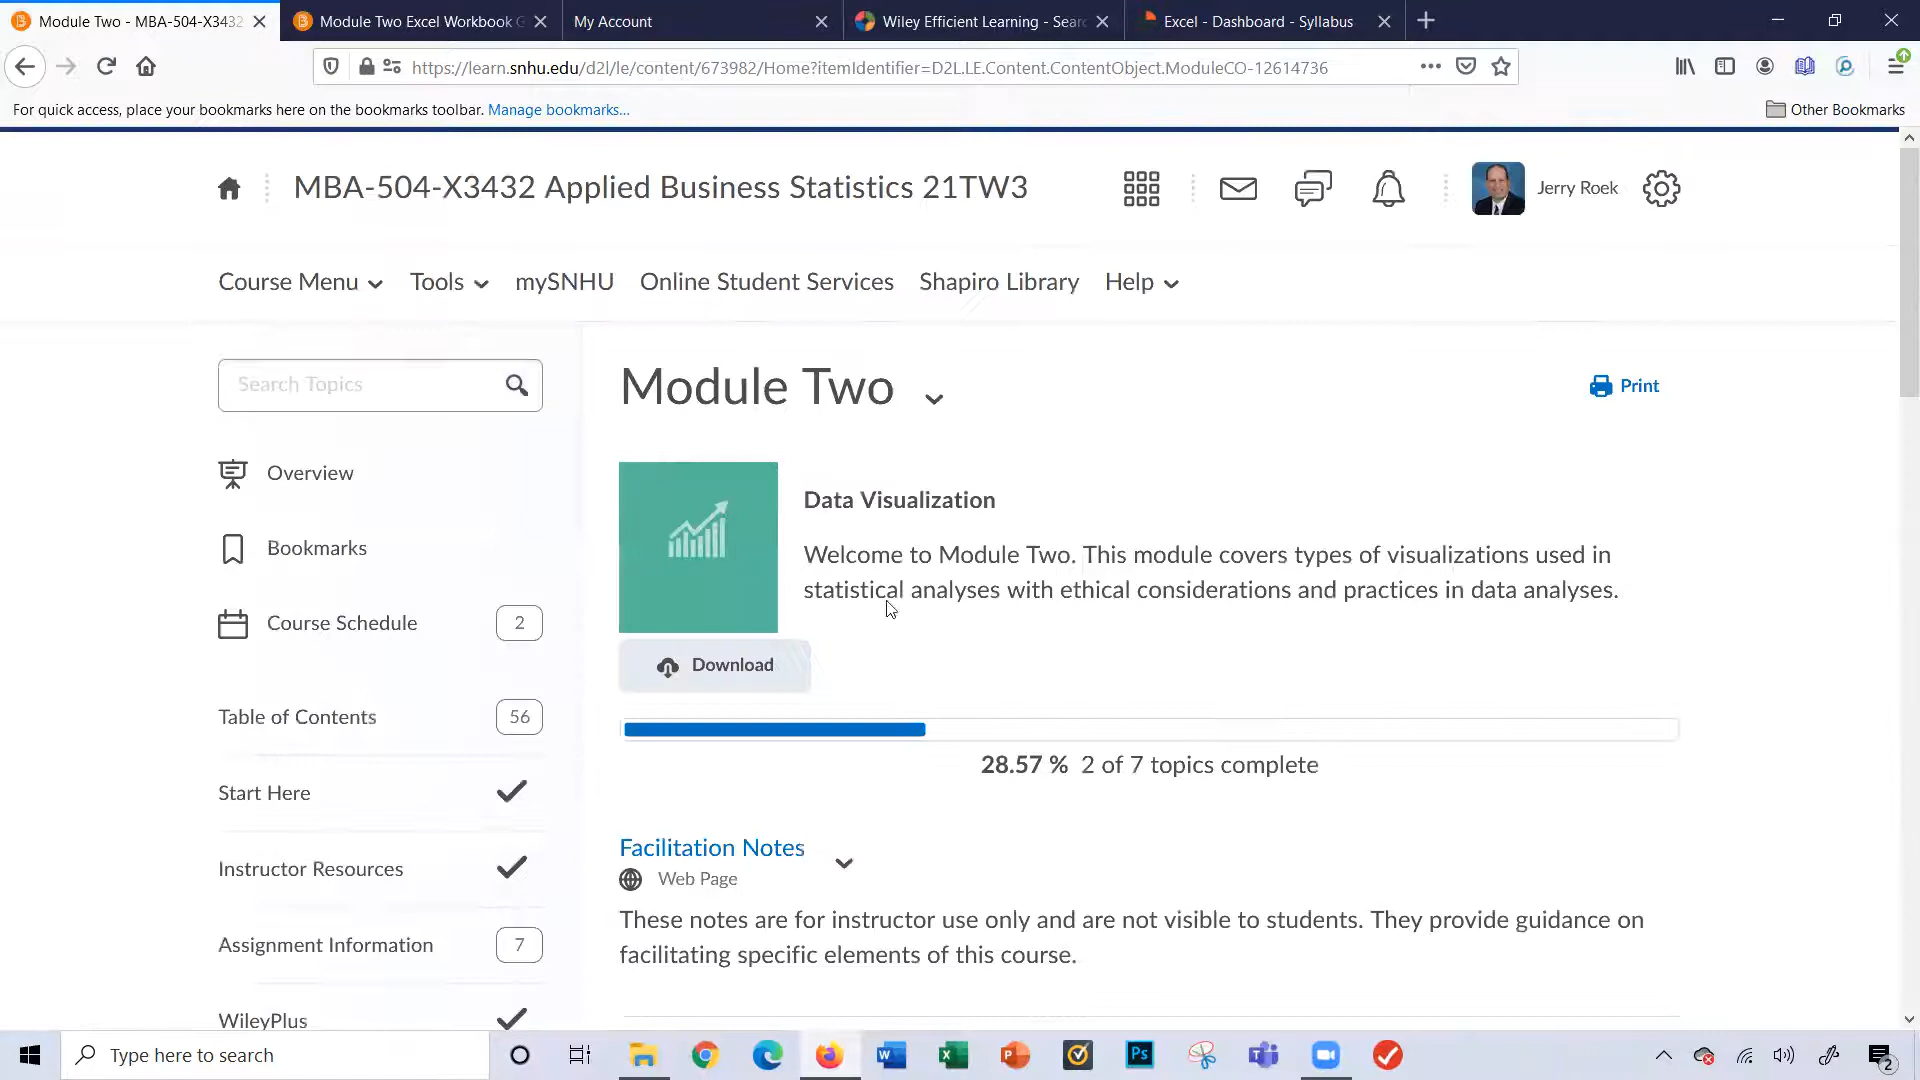 Module Two - MBA-504-X3432
Module Two Excel Workbook G
My Account
Wiley Efficient Learning - Sear
Excel - Dashboard - Syllabus
https://learn.snhu.edu/d2l/le/content/673982/Home?itemIdentifier=D2L.LE.Content.ContentObject.ModuleCO-12614736
For quick access, place your bookmarks here on the bookmarks toolbar. Manage bookmarks...
Other Bookmarks
MBA-504-X3432 Applied Business Statistics 21TW3
Jerry Roek
Course Menu
Tools
mySNHU
Online Student Services
Shapiro Library
Help
Search Topics
Module Two
Print
Overview
Data Visualization
Welcome to Module Two. This module covers types of visualizations used in
statistical analyses with ethical considerations and practices in data analyses.
Bookmarks
Course Schedule
2
Download
Table of Contents
56
28.57 % 2 of 7 topics complete
Start Here
Facilitation Notes
Web Page
Instructor Resources
These notes are for instructor use only and are not visible to students. They provide guidance on
facilitating specific elements of this course.
Assignment Information
7
WileyPlus
Type here to search
Ps
2